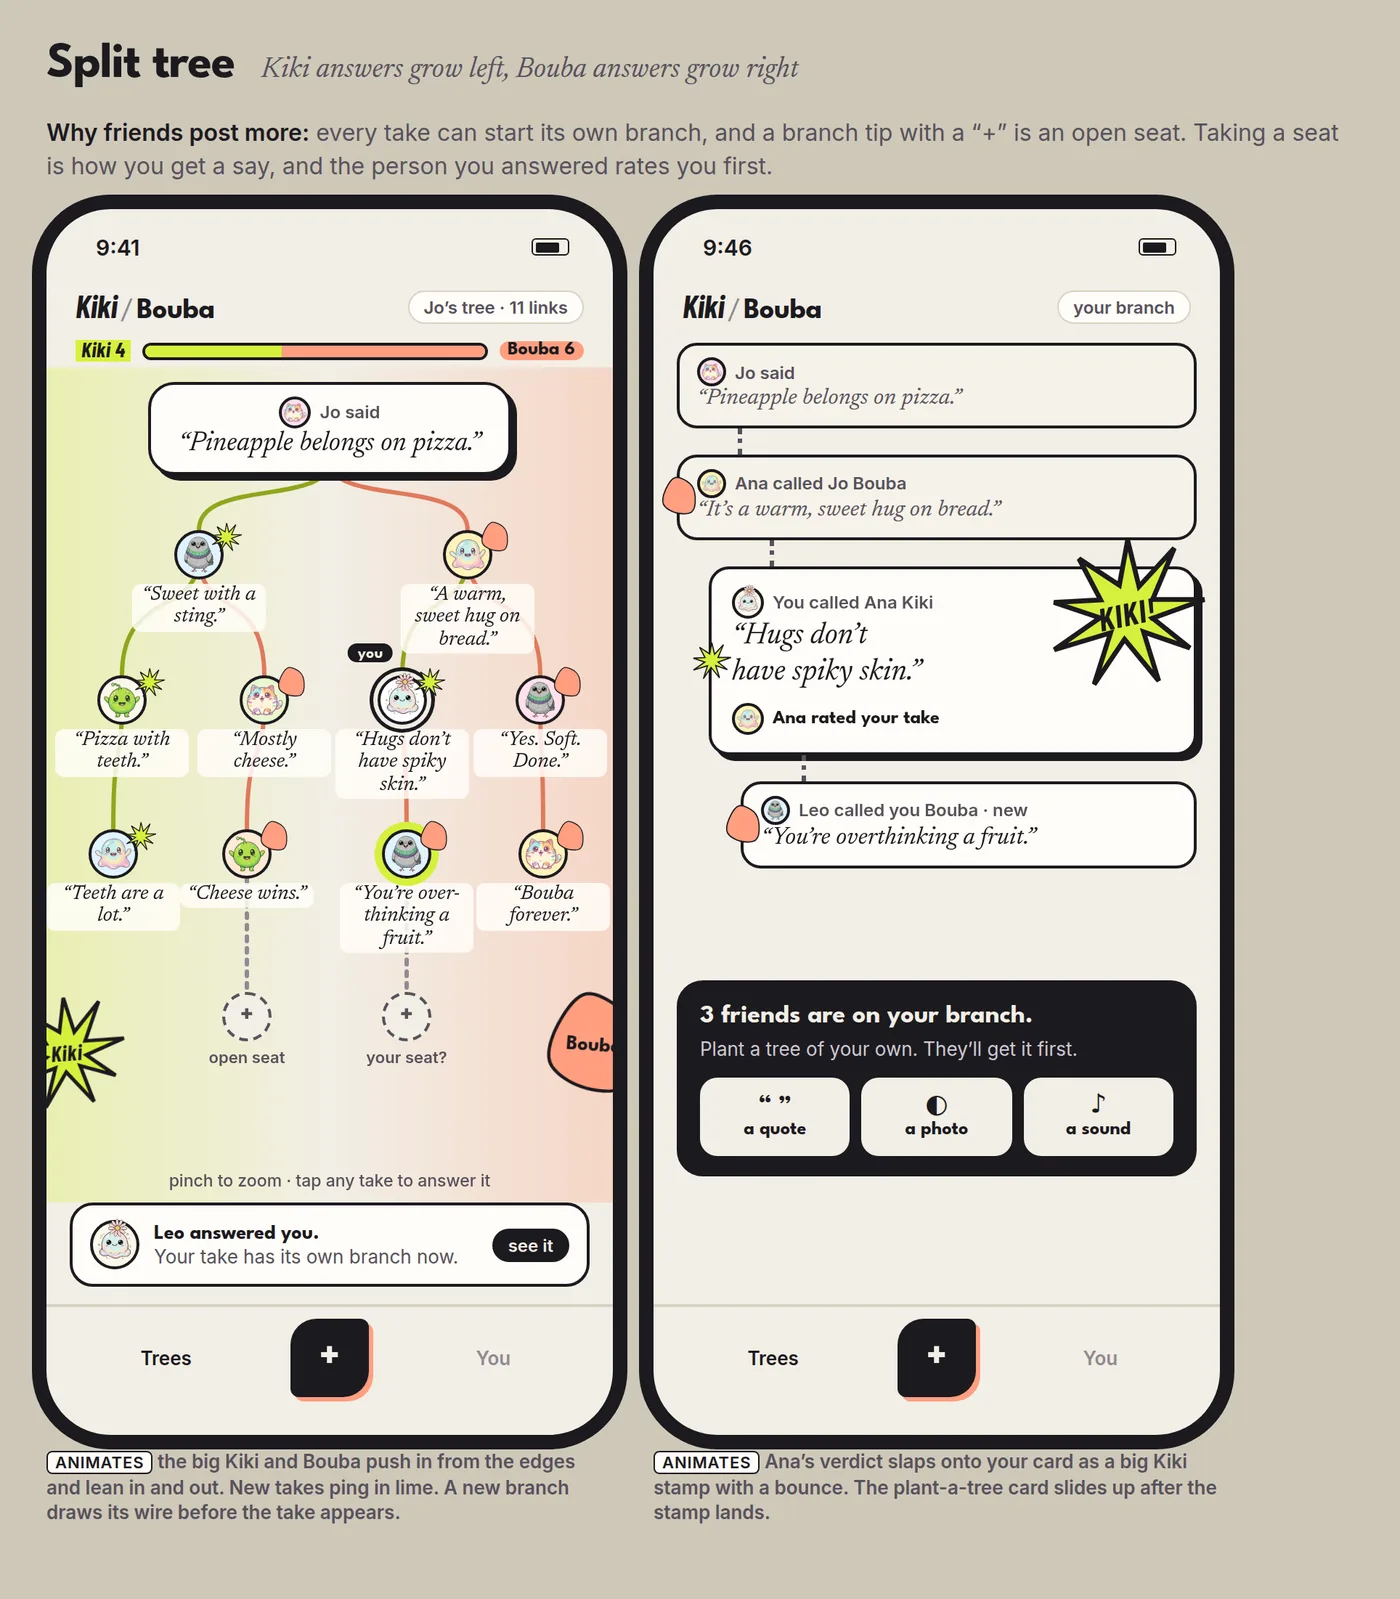 Split tree Kiki answers grow left, Bouba answers grow right
Why friends post more: every take can start its own branch, and a branch tip with a “+” is an open seat. Taking a seat
is how you get a say, and the person you answered rates you first.
9:41
Kiki / Bouba
Jo’s tree · 11 links
Kiki 4
Bouba 6
Jo said
“Pineapple belongs on pizza.”
“Sweet with a
sting.”
“A warm,
sweet hug on
bread.”
you
“Pizza with
teeth.”
“Mostly
cheese.”
“Hugs don’t
have spiky
skin.”
“Yes. Soft.
Done.”
“Teeth are a
lot.”
“Cheese wins.”
“You’re over-
thinking a
fruit.”
“Bouba
forever.”
+
+
open seat
your seat?
Kiki
Bouba
pinch to zoom · tap any take to answer it
Leo answered you.
Your take has its own branch now.
see it
Trees
+
You
ANIMATES the big Kiki and Bouba push in from the edges
and lean in and out. New takes ping in lime. A new branch
draws its wire before the take appears.
9:46
Kiki / Bouba
your branch
Jo said
“Pineapple belongs on pizza.”
Ana called Jo Bouba
“It’s a warm, sweet hug on bread.”
You called Ana Kiki
“Hugs don’t
have spiky skin.”
KIKI!
Ana rated your take
Leo called you Bouba · new
“You’re overthinking a fruit.”
3 friends are on your branch.
Plant a tree of your own. They’ll get it first.
“ ”
a quote
a photo
♪
a sound
Trees
+
You
ANIMATES Ana’s verdict slaps onto your card as a big Kiki
stamp with a bounce. The plant-a-tree card slides up after the
stamp lands.